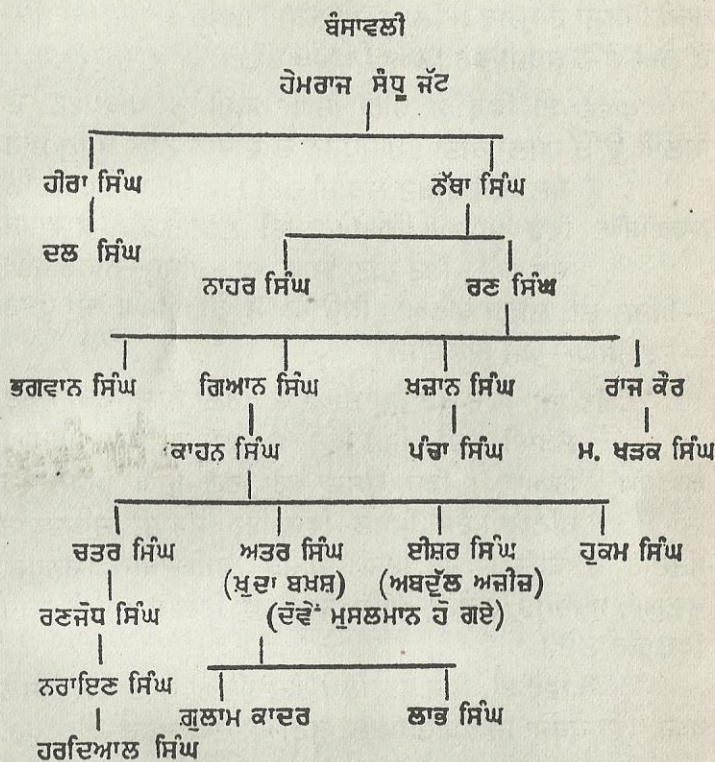 ਬੰਸਾਵਲੀ
ਹੇਮਰਾਜ ਸੰਧੂ ਜੱਟ
ਹੀਰਾ ਸਿੰਘ ਨੱਥਾ ਸਿੰਘ
ਦਲ ਸਿੰਘ
ਨਾਹਰ ਸਿੰਘ ਰਣ ਸਿੰਘ
ਭਗਵਾਨ ਸਿੰਘ ਗਿਆਨ ਸਿੰਘ ਖ਼ਜ਼ਾਨ ਸਿੰਘ ਰਾਜ ਕੌਰ
ਕਾਹਨ ਸਿੰਘ ਪੰਚਾ ਸਿੰਘ ਮ. ਖੜਕ ਸਿੰਘ
ਚਤਰ ਸਿੰਘ ਅਤਰ ਸਿੰਘ ਈਸ਼ਰ ਸਿੰਘ ਹੁਕਮ ਸਿੰਘ
(ਖ਼ੁਦਾ ਬਖ਼ਸ਼) (ਅਬਦੁੱਲ ਅਜ਼ੀਜ਼)
ਰਣਜੋਧ ਸਿੰਘ (ਦੋਵੇਂ ਮੁਸਲਮਾਨ ਹੋ ਗਏ)
ਨਰਾਇਣ ਸਿੰਘ
ਗ਼ੁਲਾਮ ਕਾਦਰ ਲਾਭ ਸਿੰਘ
ਹਰਦਿਆਲ ਸਿੰਘ